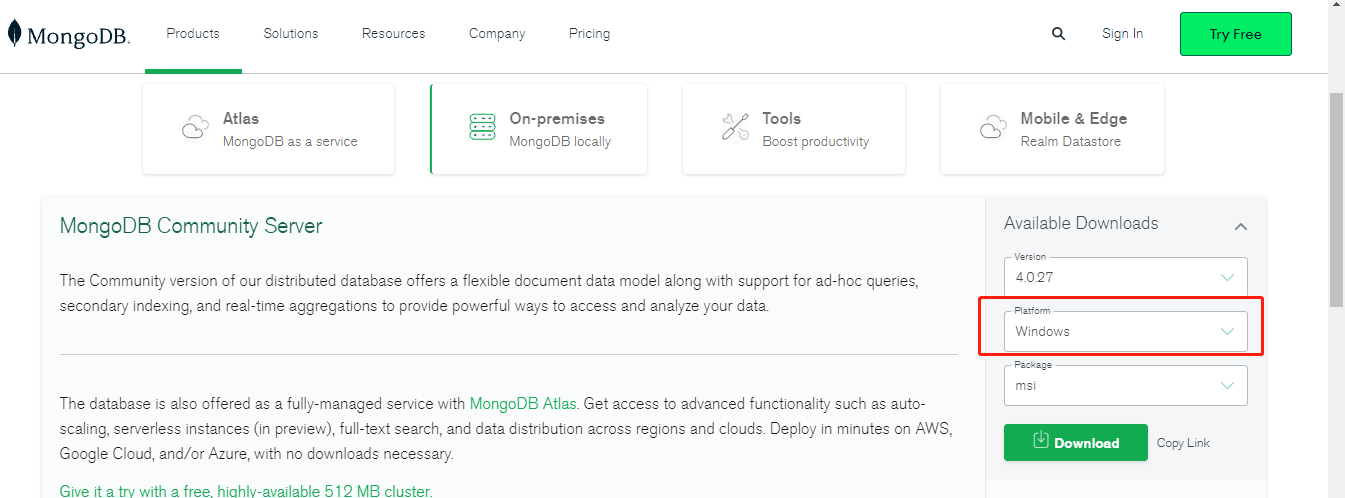 MongoDB.
Products
Solutions
Resources
Company
Pricing
Sign In
Try Free
Atlas
MongoDB as a service
On-premises
MongoDB locally
Tools
Boost productivity
Mobile & Edge
Realm Datastore
MongoDB Community Server
The Community version of our distributed database offers a flexible document data model along with support for ad-hoc queries,
secondary indexing, and real-time aggregations to provide powerful ways to access and analyze your data.
The database is also offered as a fully-managed service with MongoDB Atlas. Get access to advanced functionality such as auto-
scaling, serverless instances (in preview), full-text search, and data distribution across regions and clouds. Deploy in minutes on AWS,
Google Cloud, and/or Azure, with no downloads necessary.
Give it a try with a free, highly-available 512 MB cluster.
Available Downloads
Version
4.0.27
Platform
Windows
Package
msi
Download
Copy Link